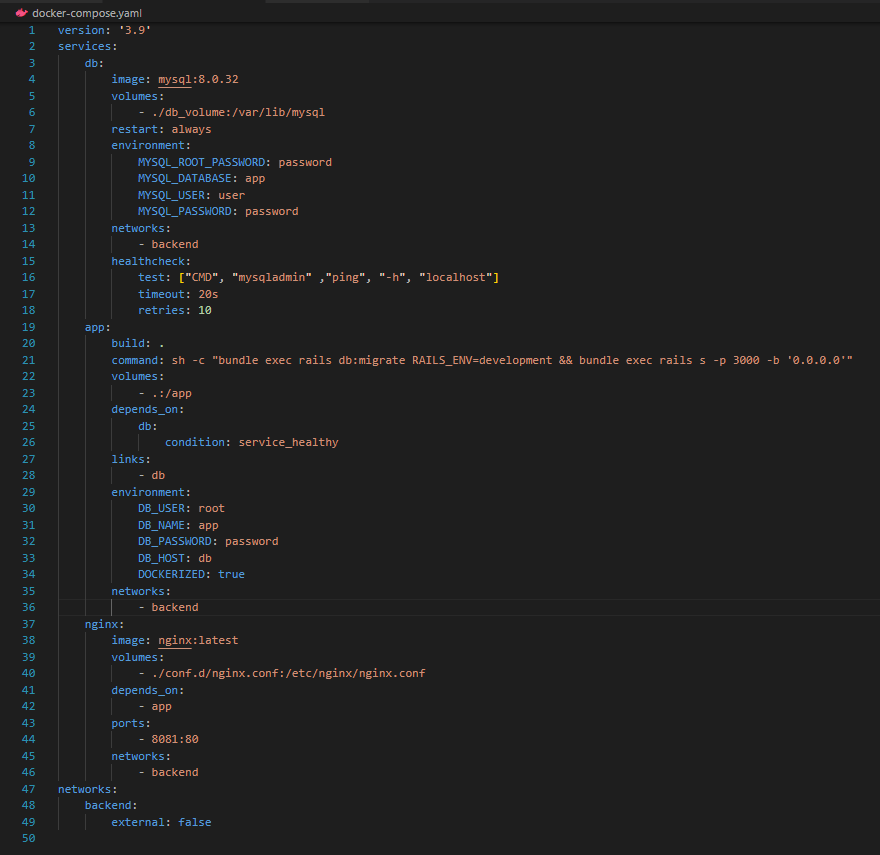 docker-compose.yaml
1 version: '3.9'
2 services:
3     db:
4         image: mysql:8.0.32
5         volumes:
6             - ./db_volume:/var/lib/mysql
7         restart: always
8         environment:
9             MYSQL_ROOT_PASSWORD: password
10             MYSQL_DATABASE: app
11             MYSQL_USER: user
12             MYSQL_PASSWORD: password
13         networks:
14             - backend
15         healthcheck:
16             test: ["CMD", "mysqladmin" ,"ping", "-h", "localhost"]
17             timeout: 20s
18             retries: 10
19     app:
20         build: .
21         command: sh -c "bundle exec rails db:migrate RAILS_ENV=development && bundle exec rails s -p 3000 -b '0.0.0.0'"
22         volumes:
23             - .:/app
24         depends_on:
25             db:
26                 condition: service_healthy
27         links:
28             - db
29         environment:
30             DB_USER: root
31             DB_NAME: app
32             DB_PASSWORD: password
33             DB_HOST: db
34             DOCKERIZED: true
35         networks:
36             - backend
37     nginx:
38         image: nginx:latest
39         volumes:
40             - ./conf.d/nginx.conf:/etc/nginx/nginx.conf
41         depends_on:
42             - app
43         ports:
44             - 8081:80
45         networks:
46             - backend
47 networks:
48     backend:
49         external: false
50